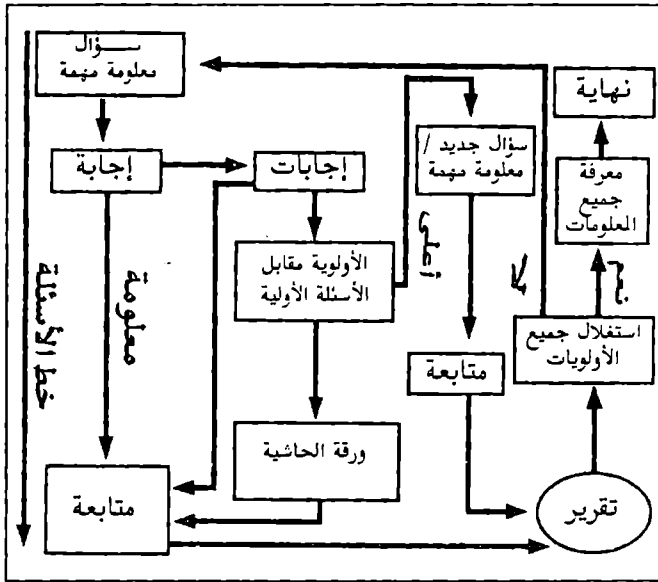 ســـؤال
معلومة مهمة
نهاية
إجابة
إجابات
سؤال جديد /
معلومة مهمة
معرفة
جميع
المعلومات
الأولوية مقابل
الأسئلة الأولية
أعلى
لا
نعم
معلومة
خط الأسئلة
استغلال جميع
الأولويات
متابعة
ورقة الحاشية
متابعة
تقرير